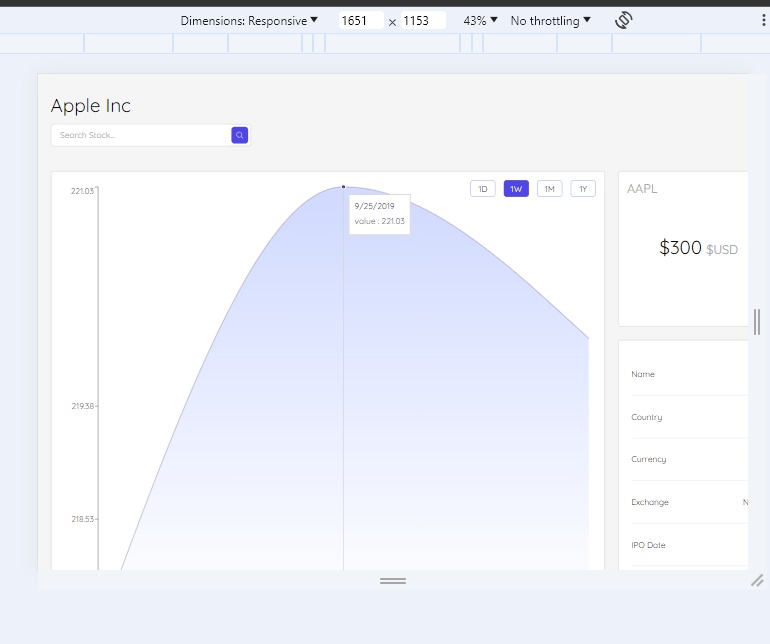 Dimensions: Responsive 1651 x 1153 43% No throttling
Apple Inc
Search Stock...
221.03
1D 1W 1M 1Y
9/25/2019
value : 221.03
219.38
218.53
AAPL
$300 $USD
Name
Country
Currency
Exchange N
IPO Date